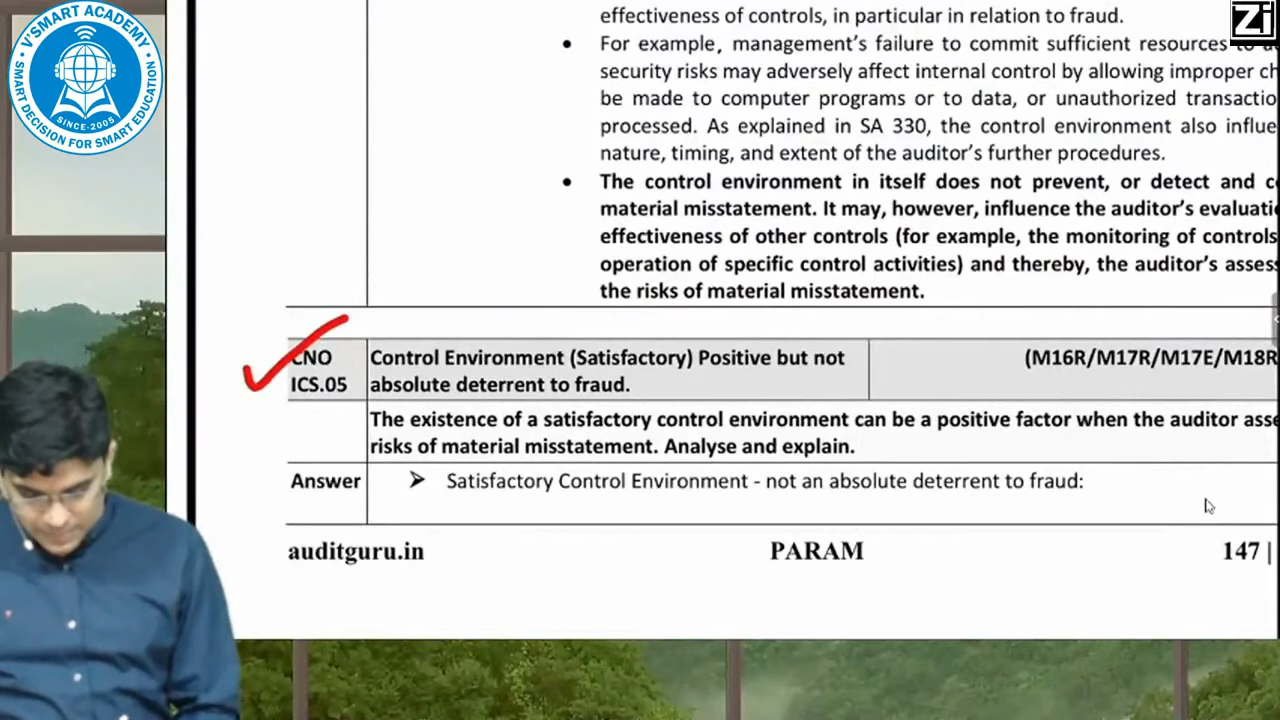 V'SMART ACADEMY
SINCE-2005
SMART DECISION FOR SMART EDUCATION
Zi
effectiveness of controls, in particular in relation to fraud.
• For example, management's failure to commit sufficient resources to
security risks may adversely affect internal control by allowing improper
be made to computer programs or to data, or unauthorized
processed. As explained in SA 330, the control environment also
nature, timing, and extent of the auditor's further procedures.
• The control environment in itself does not prevent, or detect and
material misstatement. It may, however, influence the auditor's
effectiveness of other controls (for example, the monitoring of controls
operation of specific control activities) and thereby, the auditor's
the risks of material misstatement.
CNO
ICS.05
Control Environment (Satisfactory) Positive but not
absolute deterrent to fraud.
(M16R/M17R/M17E/M18R
The existence of a satisfactory control environment can be a positive factor when the auditor
risks of material misstatement. Analyse and explain.
Answer
➤ Satisfactory Control Environment - not an absolute deterrent to fraud:
auditguru.in PARAM 147 |